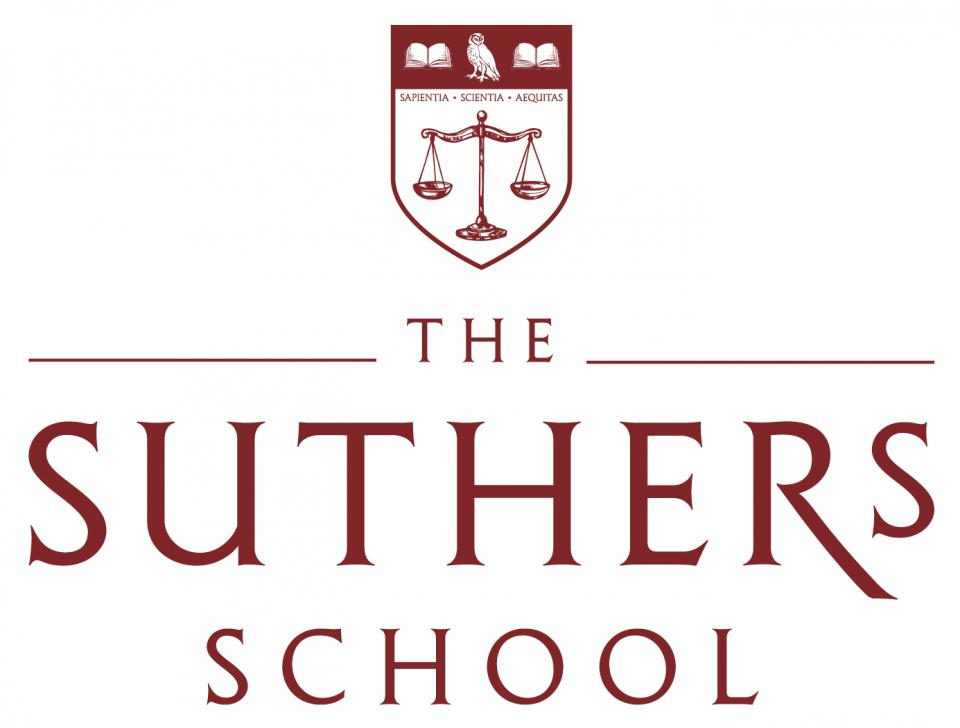 SAPIENTIA • SCIENTIA • AEQUITAS
THE
SUTHERS
SCHOOL